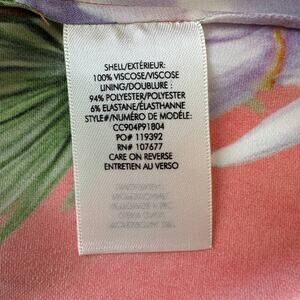 SHELL/EXTÉRIEUR:
100% VISCOSE/VISCOSE
LINING/DOUBLURE :
94% POLYESTER/POLYESTER
6% ELASTANE/ÉLASTHANNE
STYLE#/NUMÉRO DE MODÈLE:
CC904P91804
PO# 119392
RN# 107677
CARE ON REVERSE
ENTRETIEN AU VERSO